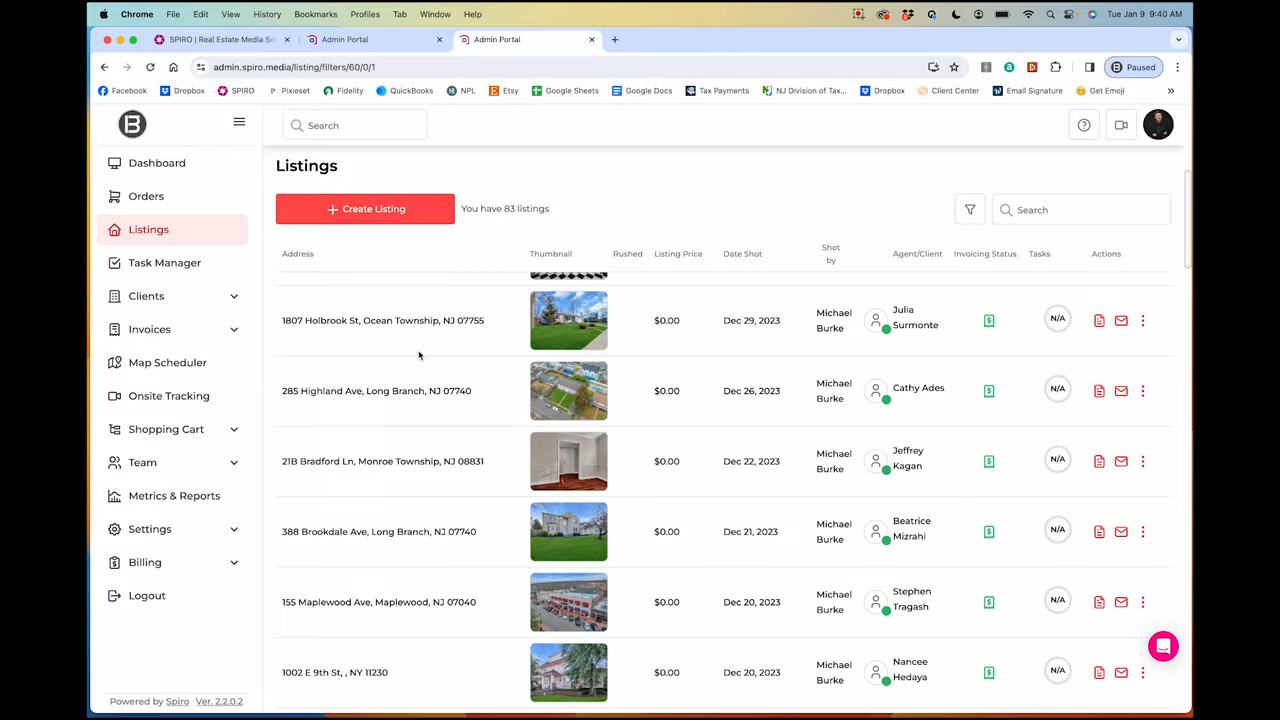 Chrome File Edit View History Bookmarks Profiles Tab Window Help Tue Jan 9 9:40 AM
SPIRO | Real Estate Media So Admin Portal Admin Portal
admin.spiro.media/listing/filters/60/0/1 Paused
Facebook Dropbox SPIRO Pixieset Fidelity QuickBooks NPL Etsy Google Sheets Google Docs Tax Payments NJ Division of Tax... Dropbox Client Center Email Signature Get Emoji »
B
Search
Dashboard
Orders
Listings
Task Manager
Clients
Invoices
Map Scheduler
Onsite Tracking
Shopping Cart
Team
Metrics & Reports
Settings
Billing
Logout
Powered by Spiro Ver. 2.2.0.2
Listings
+ Create Listing You have 83 listings Search
Address Thumbnail Rushed Listing Price Date Shot Shot by Agent/Client Invoicing Status Tasks Actions
1807 Holbrook St, Ocean Township, NJ 07755 $0.00 Dec 29, 2023 Michael Burke Julia Surmonte N/A
285 Highland Ave, Long Branch, NJ 07740 $0.00 Dec 26, 2023 Michael Burke Cathy Ades N/A
21B Bradford Ln, Monroe Township, NJ 08831 $0.00 Dec 22, 2023 Michael Burke Jeffrey Kagan N/A
388 Brookdale Ave, Long Branch, NJ 07740 $0.00 Dec 21, 2023 Michael Burke Beatrice Mizrahi N/A
155 Maplewood Ave, Maplewood, NJ 07040 $0.00 Dec 20, 2023 Michael Burke Stephen Tragash N/A
1002 E 9th St, , NY 11230 $0.00 Dec 20, 2023 Michael Burke Nancee Hedaya N/A